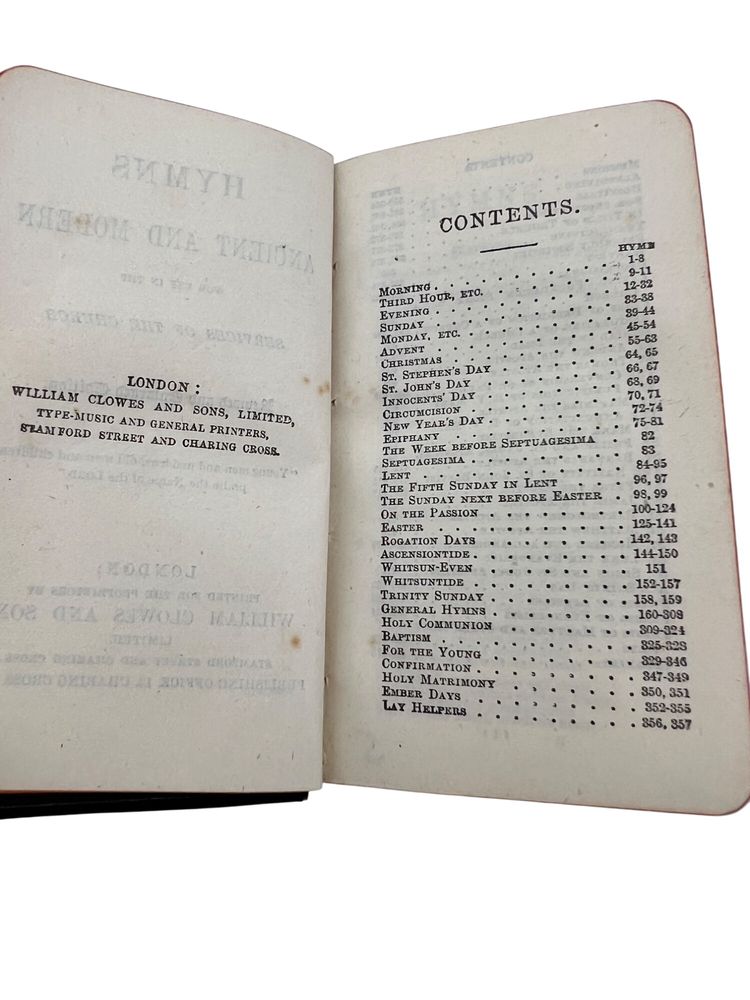 LONDON:
WILLIAM CLOWES AND SONS, LIMITED,
TYPE-MUSIC AND GENERAL PRINTERS,
STAMFORD STREET AND CHARING CROSS.
CONTENTS.
HYMN
MORNING . . . . . . . . 1-8
THIRD HOUR, ETC. . . . . . . . 9-11
EVENING . . . . . . . . 12-32
SUNDAY . . . . . . . . 33-38
MONDAY, ETC. . . . . . . . 39-44
ADVENT . . . . . . . . 45-54
CHRISTMAS . . . . . . . . 55-63
ST. STEPHEN'S DAY . . . . . . 64, 65
ST. JOHN'S DAY . . . . . . 66, 67
INNOCENTS' DAY . . . . . . 68, 69
CIRCUMCISION . . . . . . 70, 71
NEW YEAR'S DAY . . . . . . 72-74
EPIPHANY . . . . . . . . 75-81
THE WEEK BEFORE SEPTUAGESIMA . . 82
SEPTUAGESIMA . . . . . . . 83
LENT . . . . . . . . 84-95
THE FIFTH SUNDAY IN LENT . . . 96, 97
THE SUNDAY NEXT BEFORE EASTER . . 98, 99
ON THE PASSION . . . . . . 100-124
EASTER . . . . . . . . 125-141
ROGATION DAYS . . . . . . 142, 143
ASCENSIONTIDE . . . . . . . 144-150
WHITSUN-EVEN . . . . . . . 151
WHITSUNTIDE . . . . . . . 152-157
TRINITY SUNDAY . . . . . . 158, 159
GENERAL HYMNS . . . . . . . 160-308
HOLY COMMUNION . . . . . . 309-324
BAPTISM . . . . . . . . 325-328
FOR THE YOUNG . . . . . . . 329-346
CONFIRMATION . . . . . . . 347-349
HOLY MATRIMONY . . . . . . 350, 351
EMBER DAYS . . . . . . . 352-355
LAY HELPERS . . . . . . . 356, 357